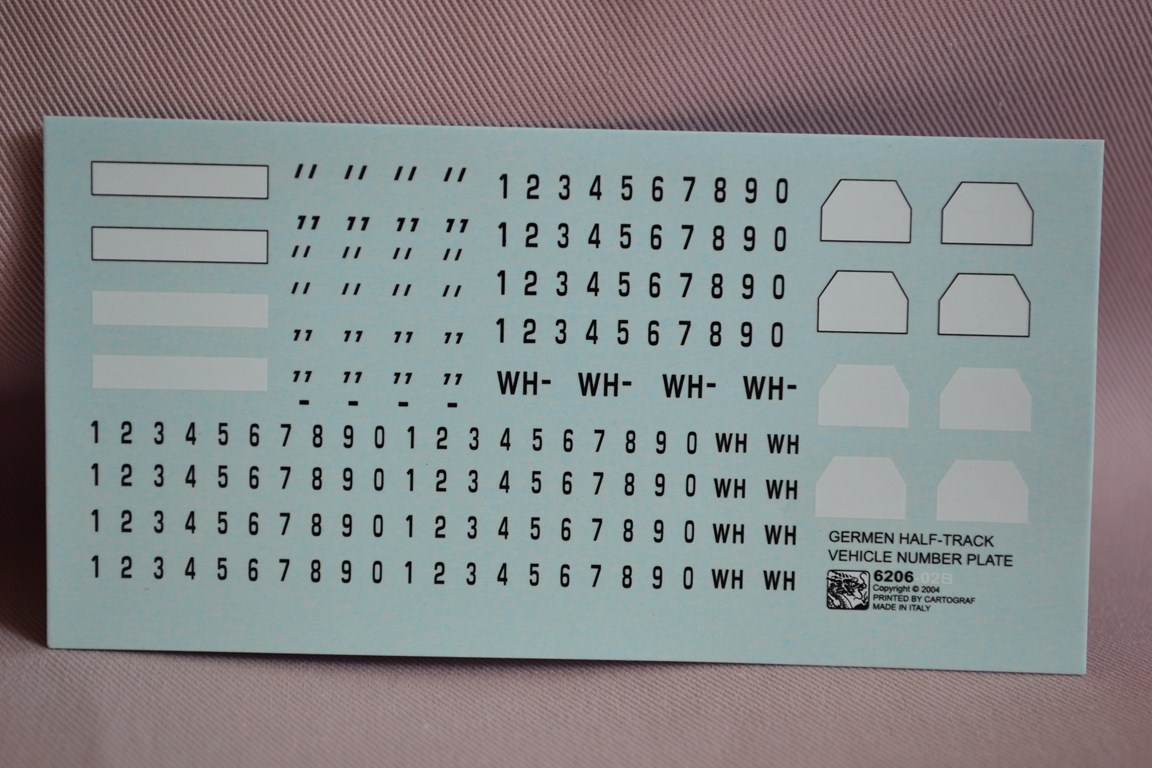 " " " "
" " " "
" " " "
" " " "
" " " "
" " " "
- - - -
1 2 3 4 5 6 7 8 9 0
1 2 3 4 5 6 7 8 9 0
1 2 3 4 5 6 7 8 9 0
1 2 3 4 5 6 7 8 9 0
WH- WH- WH- WH-
1 2 3 4 5 6 7 8 9 0 1 2 3 4 5 6 7 8 9 0 WH WH
1 2 3 4 5 6 7 8 9 0 1 2 3 4 5 6 7 8 9 0 WH WH
1 2 3 4 5 6 7 8 9 0 1 2 3 4 5 6 7 8 9 0 WH WH
1 2 3 4 5 6 7 8 9 0 1 2 3 4 5 6 7 8 9 0 WH WH
GERMEN HALF-TRACK
VEHICLE NUMBER PLATE
6206-02B
Copyright © 2004
PRINTED BY CARTOGRAF
MADE IN ITALY